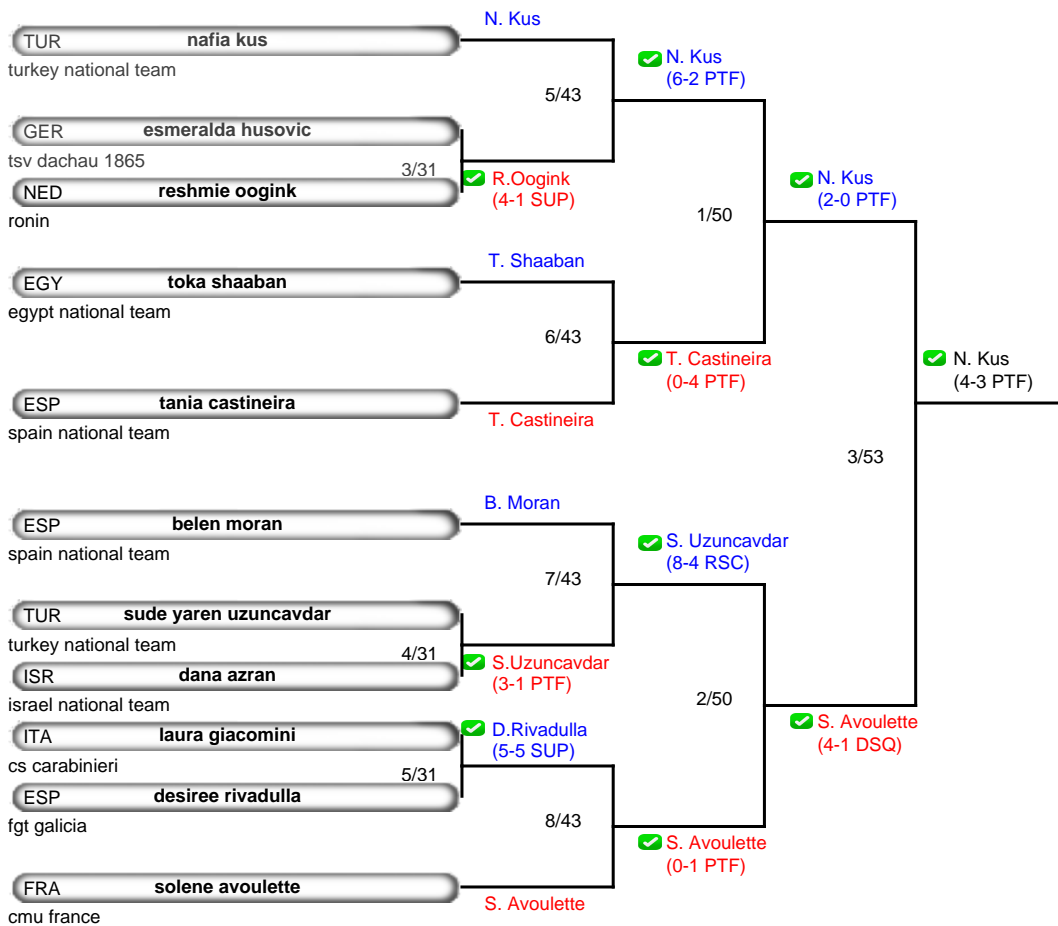 N. Kus
TUR nafia kus
turkey national team
N. Kus
(6-2 PTF)
5/43
GER esmeralda husovic
tsv dachau 1865
3/31
R.Oogink
(4-1 SUP)
NED reshmie oogink
ronin
N. Kus
(2-0 PTF)
1/50
T. Shaaban
EGY toka shaaban
egypt national team
6/43
T. Castineira
(0-4 PTF)
N. Kus
(4-3 PTF)
ESP tania castineira
T. Castineira
spain national team
3/53
B. Moran
ESP belen moran
spain national team
S. Uzuncavdar
(8-4 RSC)
7/43
TUR sude yaren uzuncavdar
turkey national team
4/31
S.Uzuncavdar
(3-1 PTF)
ISR dana azran
israel national team
2/50
ITA laura giacomini
cs carabinieri
D.Rivadulla
(5-5 SUP)
S. Avoulette
(4-1 DSQ)
5/31
ESP desiree rivadulla
fgt galicia
8/43
S. Avoulette
(0-1 PTF)
FRA solene avoulette
S. Avoulette
cmu france